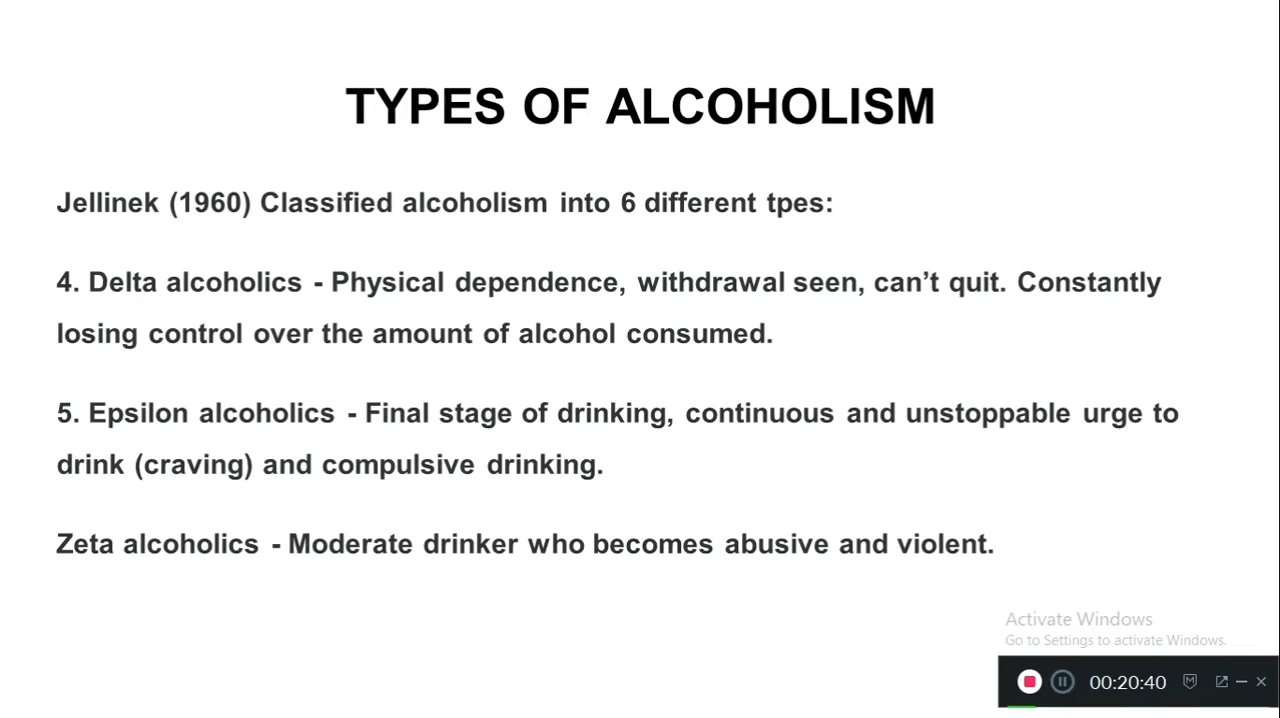 TYPES OF ALCOHOLISM
Jellinek (1960) Classified alcoholism into 6 different tpes:
4. Delta alcoholics - Physical dependence, withdrawal seen, can’t quit. Constantly
losing control over the amount of alcohol consumed.
5. Epsilon alcoholics - Final stage of drinking, continuous and unstoppable urge to
drink (craving) and compulsive drinking.
Zeta alcoholics - Moderate drinker who becomes abusive and violent.
Activate Windows
Go to Settings to activate Windows.
00:20:40